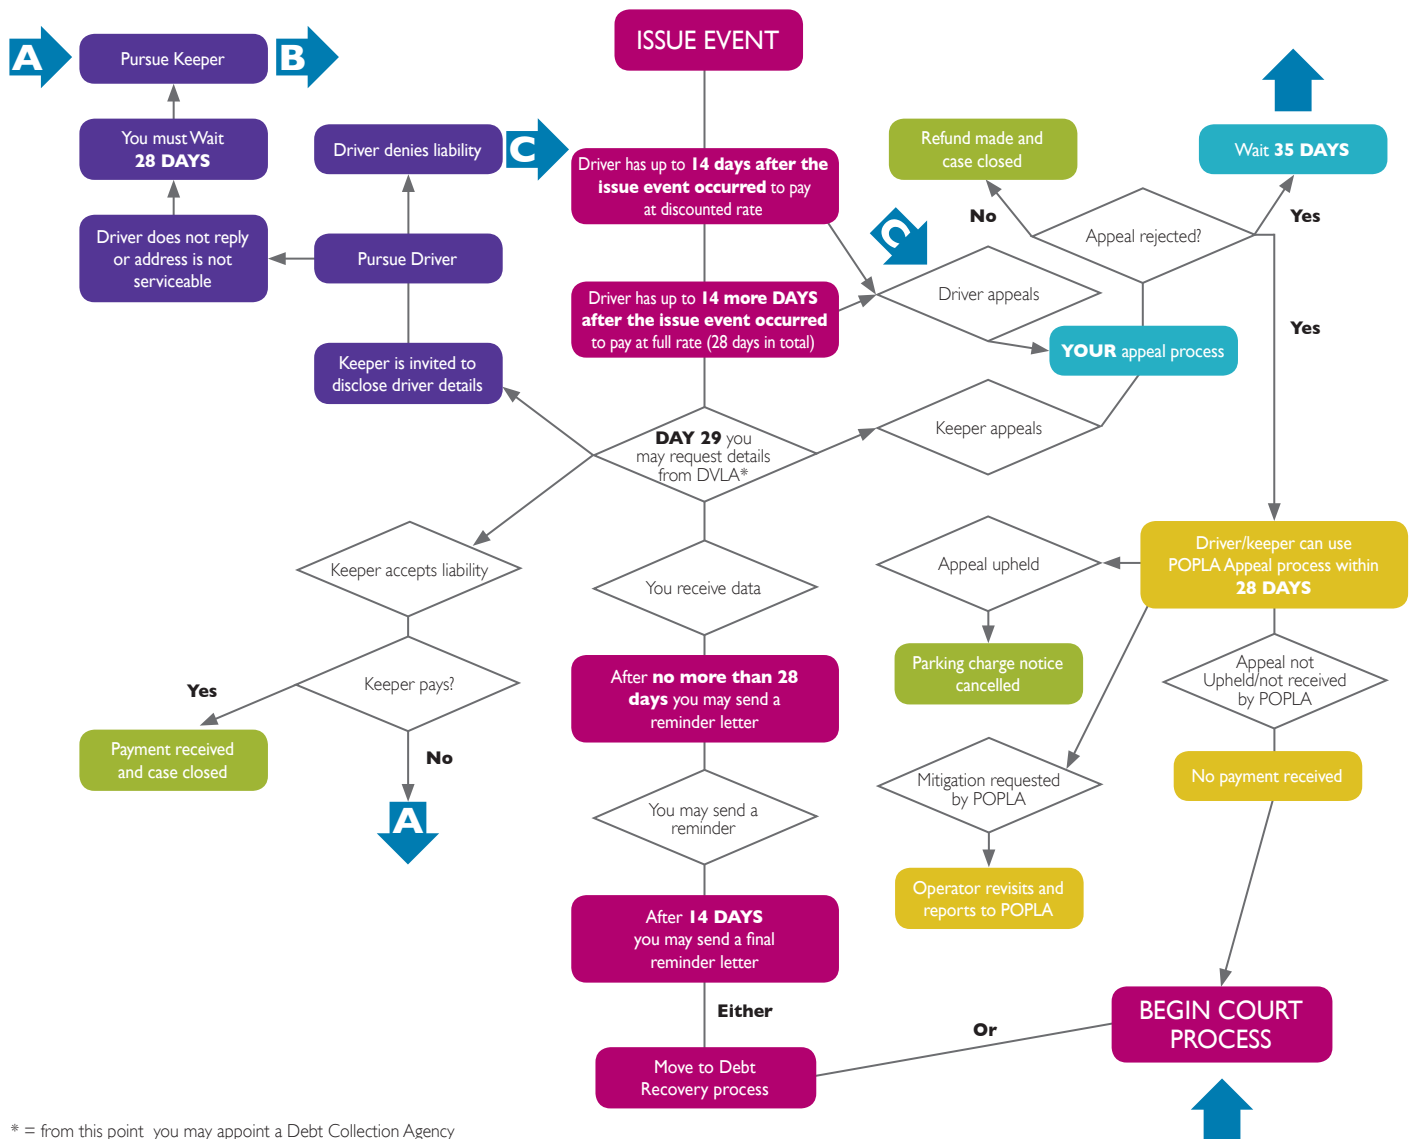 ISSUE EVENT
A
Pursue Keeper
B
You must Wait
28 DAYS
Driver denies liability
C
Driver has up to 14 days after the
issue event occurred to pay
at discounted rate
Refund made and
case closed
Wait 35 DAYS
No
Appeal rejected?
Yes
Driver does not reply
or address is not
serviceable
Pursue Driver
C
Driver appeals
Driver has up to 14 more DAYS
after the issue event occurred
to pay at full rate (28 days in total)
Yes
YOUR appeal process
Keeper is invited to
disclose driver details
DAY 29 you
may request details
from DVLA*
Keeper appeals
Keeper accepts liability
You receive data
Appeal upheld
Driver/keeper can use
POPLA Appeal process within
28 DAYS
Parking charge notice
cancelled
Appeal not
Upheld/not received
by POPLA
After no more than 28
days you may send a
reminder letter
Keeper pays?
Yes
Payment received
and case closed
No
A
You may send a
reminder
Mitigation requested
by POPLA
No payment received
Operator revisits and
reports to POPLA
After 14 DAYS
you may send a final
reminder letter
Either
Or
BEGIN COURT
PROCESS
Move to Debt
Recovery process
* = from this point you may appoint a Debt Collection Agency